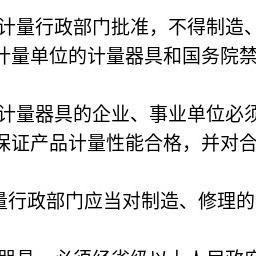 计量行政部门批准，不得制造、
计量单位的计量器具和国务院禁
计量器具的企业、事业单位必须
保证产品计量性能合格，并对合
量行政部门应当对制造、修理的